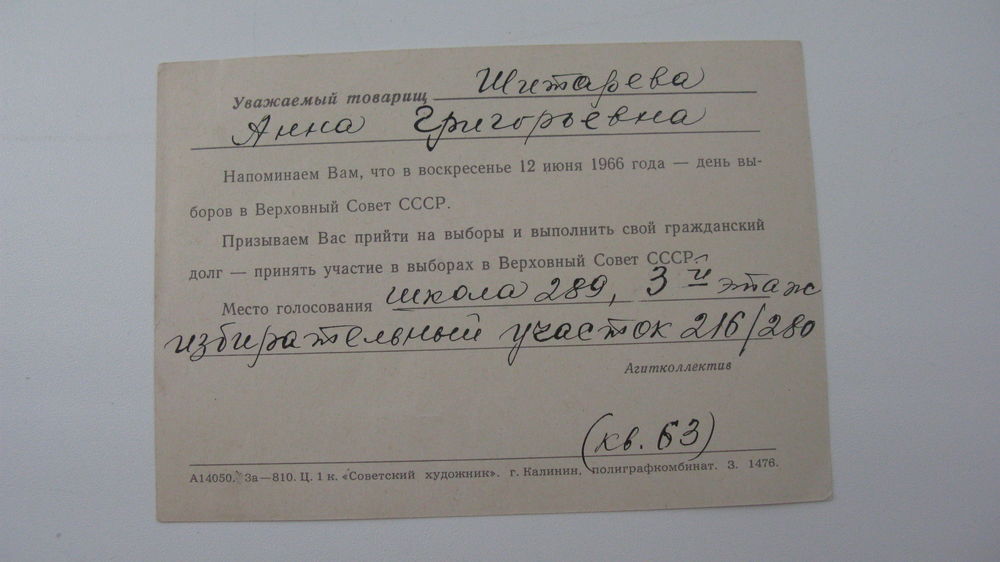 Уважаемый товарищ Шитарева
Анна Григорьевна
Напоминаем Вам, что в воскресенье 12 июня 1966 года — день вы-
боров в Верховный Совет СССР.
Призываем Вас прийти на выборы и выполнить свой гражданский
долг — принять участие в выборах в Верховный Совет СССР.
Место голосования школа 289, 3й этаж
избирательный участок 216/280
Агитколлектив
(кв. 63)
А14050. За—810. Ц. 1 к. «Советский художник». г. Калинин, полиграфкомбинат. З. 1476.